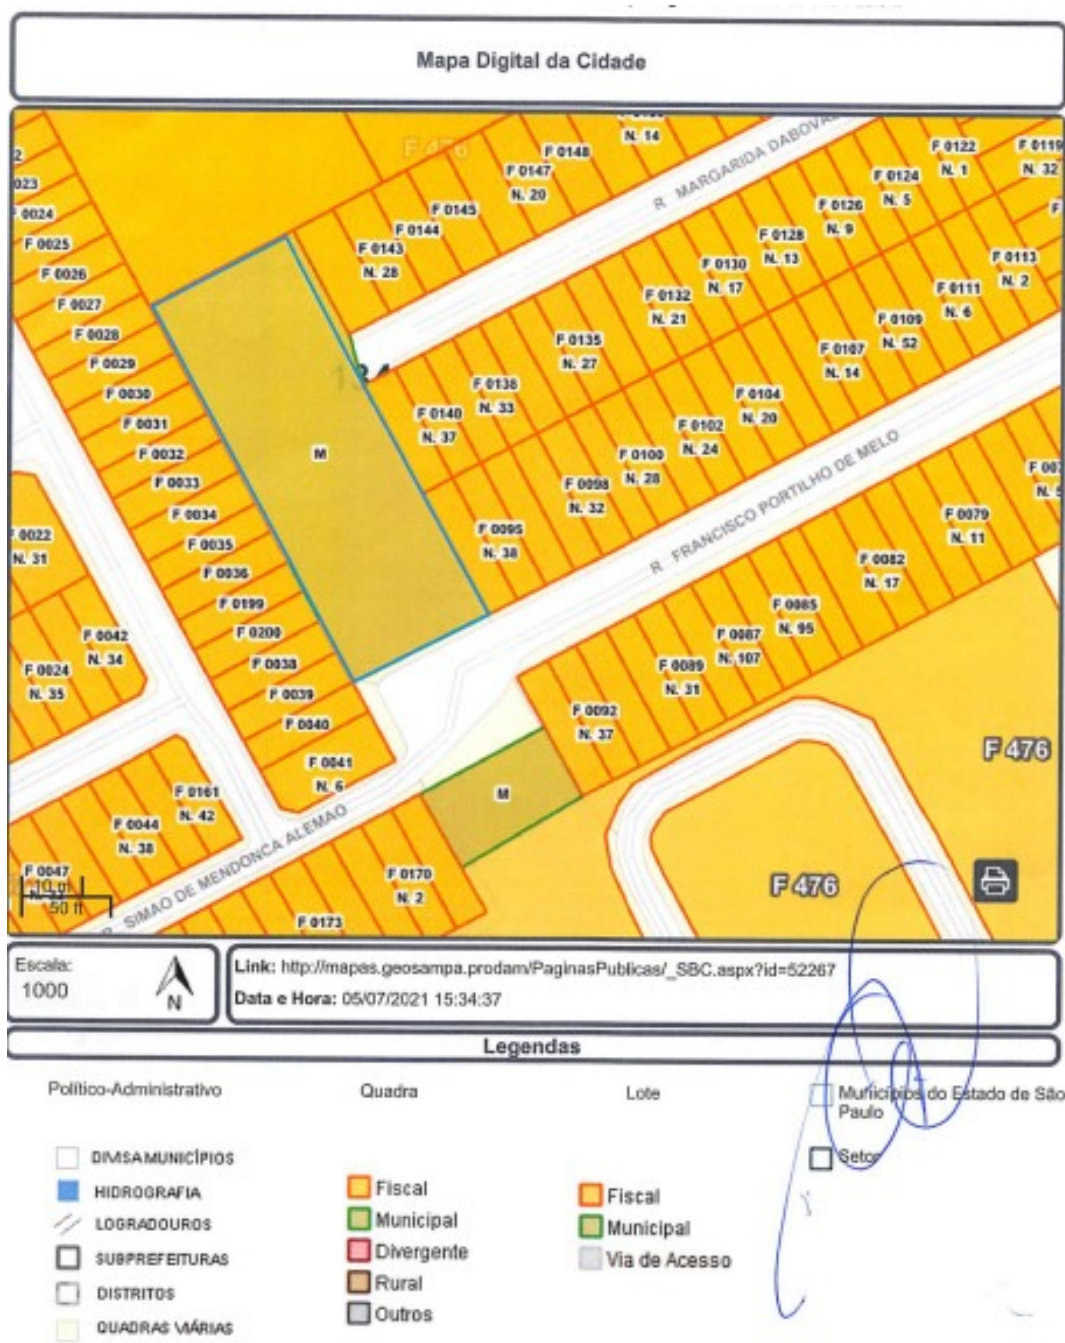 Mapa Digital da Cidade
F 476
N. 14
F 0148
F 0147
N. 20
F 0145
F 0144
F 0143
N. 28
R MARGARIDA DABOVAL
F 0122
N. 1
F 0119
N. 32
F 0124
N. 5
F 0126
N. 9
F 0128
N. 13
F 0130
N. 17
F 0132
N. 21
F 0135
N. 27
F 0138
N. 33
F 0140
N. 37
F 0113
N. 2
F 0111
N. 6
F 0109
N. 52
F 0107
N. 14
F 0104
N. 20
F 0102
N. 24
F 0100
N. 28
F 0098
N. 32
F 0095
N. 38
023
F 0024
F 0025
F 0026
F 0027
F 0028
F 0029
F 0030
F 0031
F 0032
F 0033
F 0034
F 0035
F 0036
F 0199
F 0200
F 0038
F 0039
F 0040
F 0041
N. 6
M
R FRANCISCO PORTILHO DE MELO
F 0079
N. 11
F 0082
N. 17
F 0085
N. 95
F 0087
N. 107
F 0089
N. 31
F 0092
N. 37
M
F 0022
N. 31
F 0042
N. 34
F 0024
N. 35
F 0161
N. 42
F 0044
N. 38
F 0047
10 m
50 ft
R SIMAO DE MENDONCA ALEMAO
F 0170
N. 2
F 0173
F 476
F 476
Escala:
1000
N
Link: http://mapas.geosampa.prodam/PaginasPublicas/_SBC.aspx?id=52267
Data e Hora: 05/07/2021 15:34:37
Legendas
Político-Administrativo
DIVISAMUNICÍPIOS
HIDROGRAFIA
LOGRADOUROS
SUBPREFEITURAS
DISTRITOS
QUADRAS VIÁRIAS
Quadra
Fiscal
Municipal
Divergente
Rural
Outros
Lote
Fiscal
Municipal
Via de Acesso
Municípios do Estado de São
Paulo
Setor